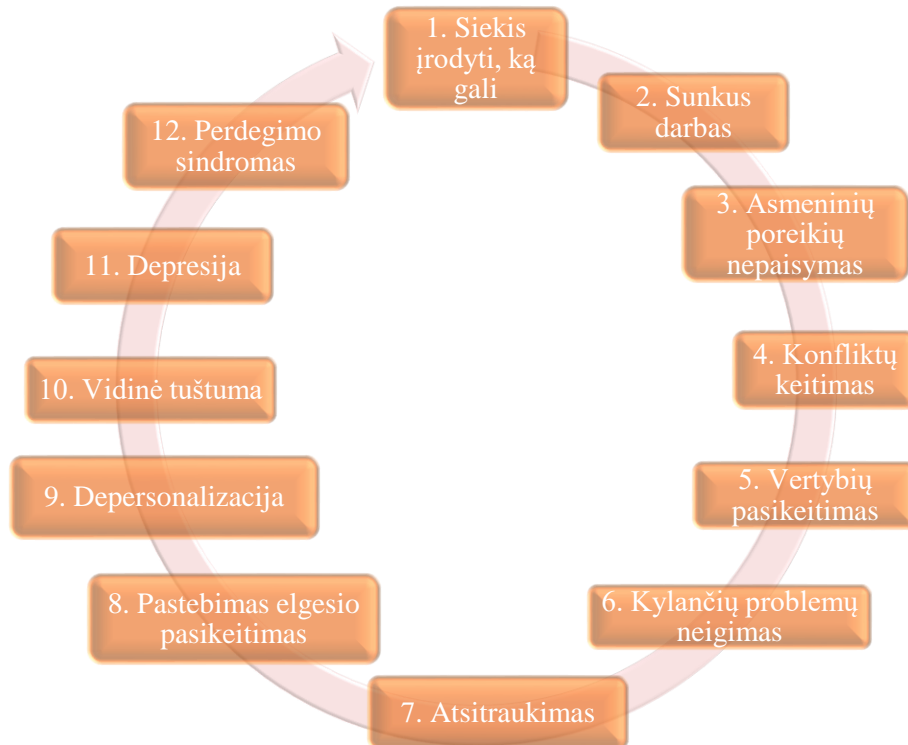 1. Siekis
įrodyti, ką
gali
2. Sunkus
darbas
3. Asmeninių
poreikių
nepaisymas
4. Konfliktų
keitimas
5. Vertybių
pasikeitimas
6. Kylančių problemų
neigimas
7. Atsitraukimas
8. Pastebimas elgesio
pasikeitimas
9. Depersonalizacija
10. Vidinė tuštuma
11. Depresija
12. Perdegimo
sindromas